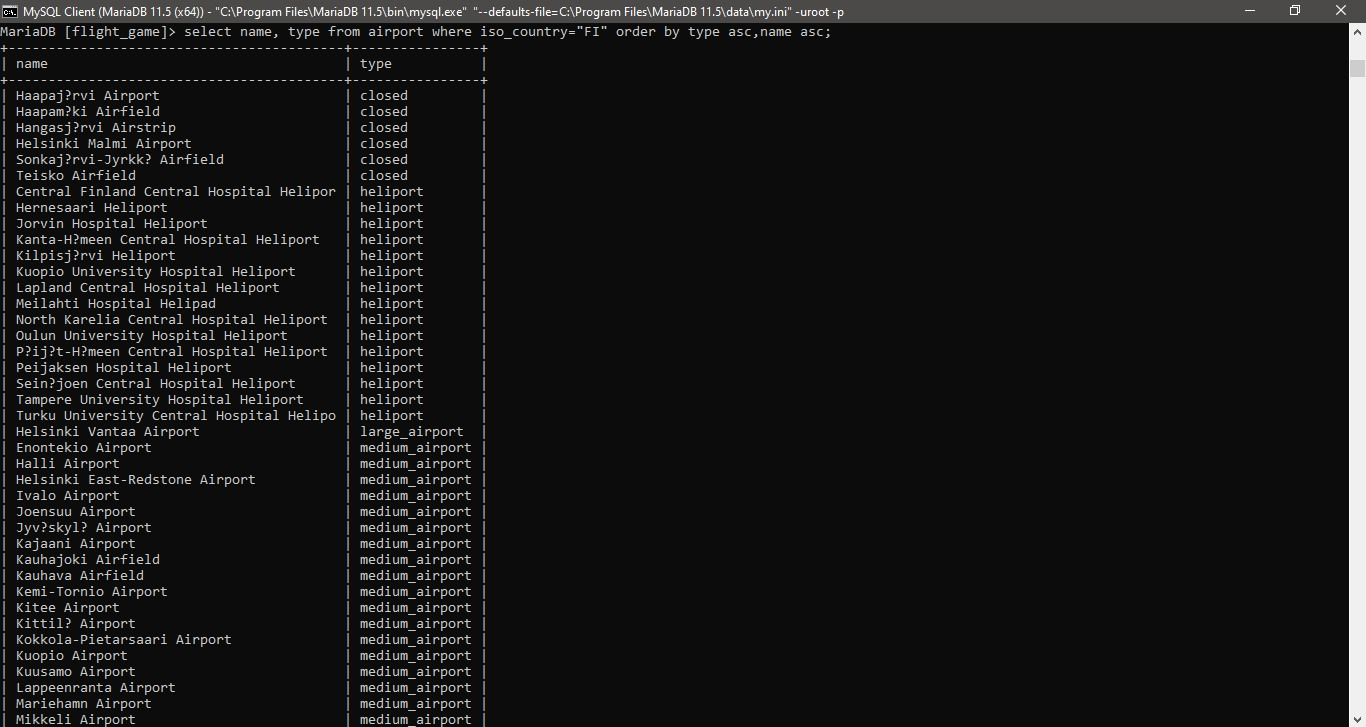 MySQL Client (MariaDB 11.5 (x64)) - "C:\Program Files\MariaDB 11.5\bin\mysql.exe" "--defaults-file=C:\Program Files\MariaDB 11.5\data\my.ini" -uroot -p
MariaDB [flight_game]> select name, type from airport where iso_country="FI" order by type asc,name asc;
+------------------------------------------+----------------+
| name | type |
+------------------------------------------+----------------+
| Haapaj?rvi Airport | closed |
| Haapam?ki Airfield | closed |
| Hangasj?rvi Airstrip | closed |
| Helsinki Malmi Airport | closed |
| Sonkaj?rvi-Jyrkk? Airfield | closed |
| Teisko Airfield | closed |
| Central Finland Central Hospital Helipor | heliport |
| Hernesaari Heliport | heliport |
| Jorvin Hospital Heliport | heliport |
| Kanta-H?meen Central Hospital Heliport | heliport |
| Kilpisj?rvi Heliport | heliport |
| Kuopio University Hospital Heliport | heliport |
| Lapland Central Hospital Heliport | heliport |
| Meilahti Hospital Helipad | heliport |
| North Karelia Central Hospital Heliport | heliport |
| Oulun University Hospital Heliport | heliport |
| P?ij?t-H?meen Central Hospital Heliport | heliport |
| Peijaksen Hospital Heliport | heliport |
| Sein?joen Central Hospital Heliport | heliport |
| Tampere University Hospital Heliport | heliport |
| Turku University Central Hospital Helipo | heliport |
| Helsinki Vantaa Airport | large_airport |
| Enontekio Airport | medium_airport |
| Halli Airport | medium_airport |
| Helsinki East-Redstone Airport | medium_airport |
| Ivalo Airport | medium_airport |
| Joensuu Airport | medium_airport |
| Jyv?skyl? Airport | medium_airport |
| Kajaani Airport | medium_airport |
| Kauhajoki Airfield | medium_airport |
| Kauhava Airfield | medium_airport |
| Kemi-Tornio Airport | medium_airport |
| Kitee Airport | medium_airport |
| Kittil? Airport | medium_airport |
| Kokkola-Pietarsaari Airport | medium_airport |
| Kuopio Airport | medium_airport |
| Kuusamo Airport | medium_airport |
| Lappeenranta Airport | medium_airport |
| Mariehamn Airport | medium_airport |
| Mikkeli Airport | medium_airport |